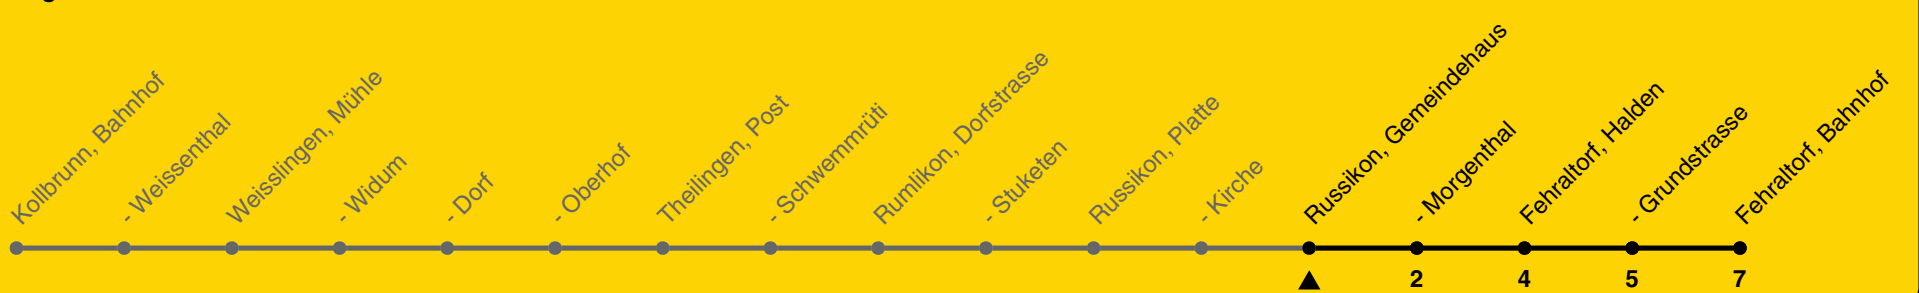 Kollbrunn, Bahnhof
- Weissenthal
Weisslingen, Mühle
- Widum
- Dorf
- Oberhof
Theilingen, Post
- Schwemmrüti
Rumlikon, Dorfstrasse
- Stuketen
Russikon, Platte
- Kirche
Russikon, Gemeindehaus
- Morgenthal
Fehraltorf, Halden
- Grundstrasse
Fehraltorf, Bahnhof
2 4 5 7